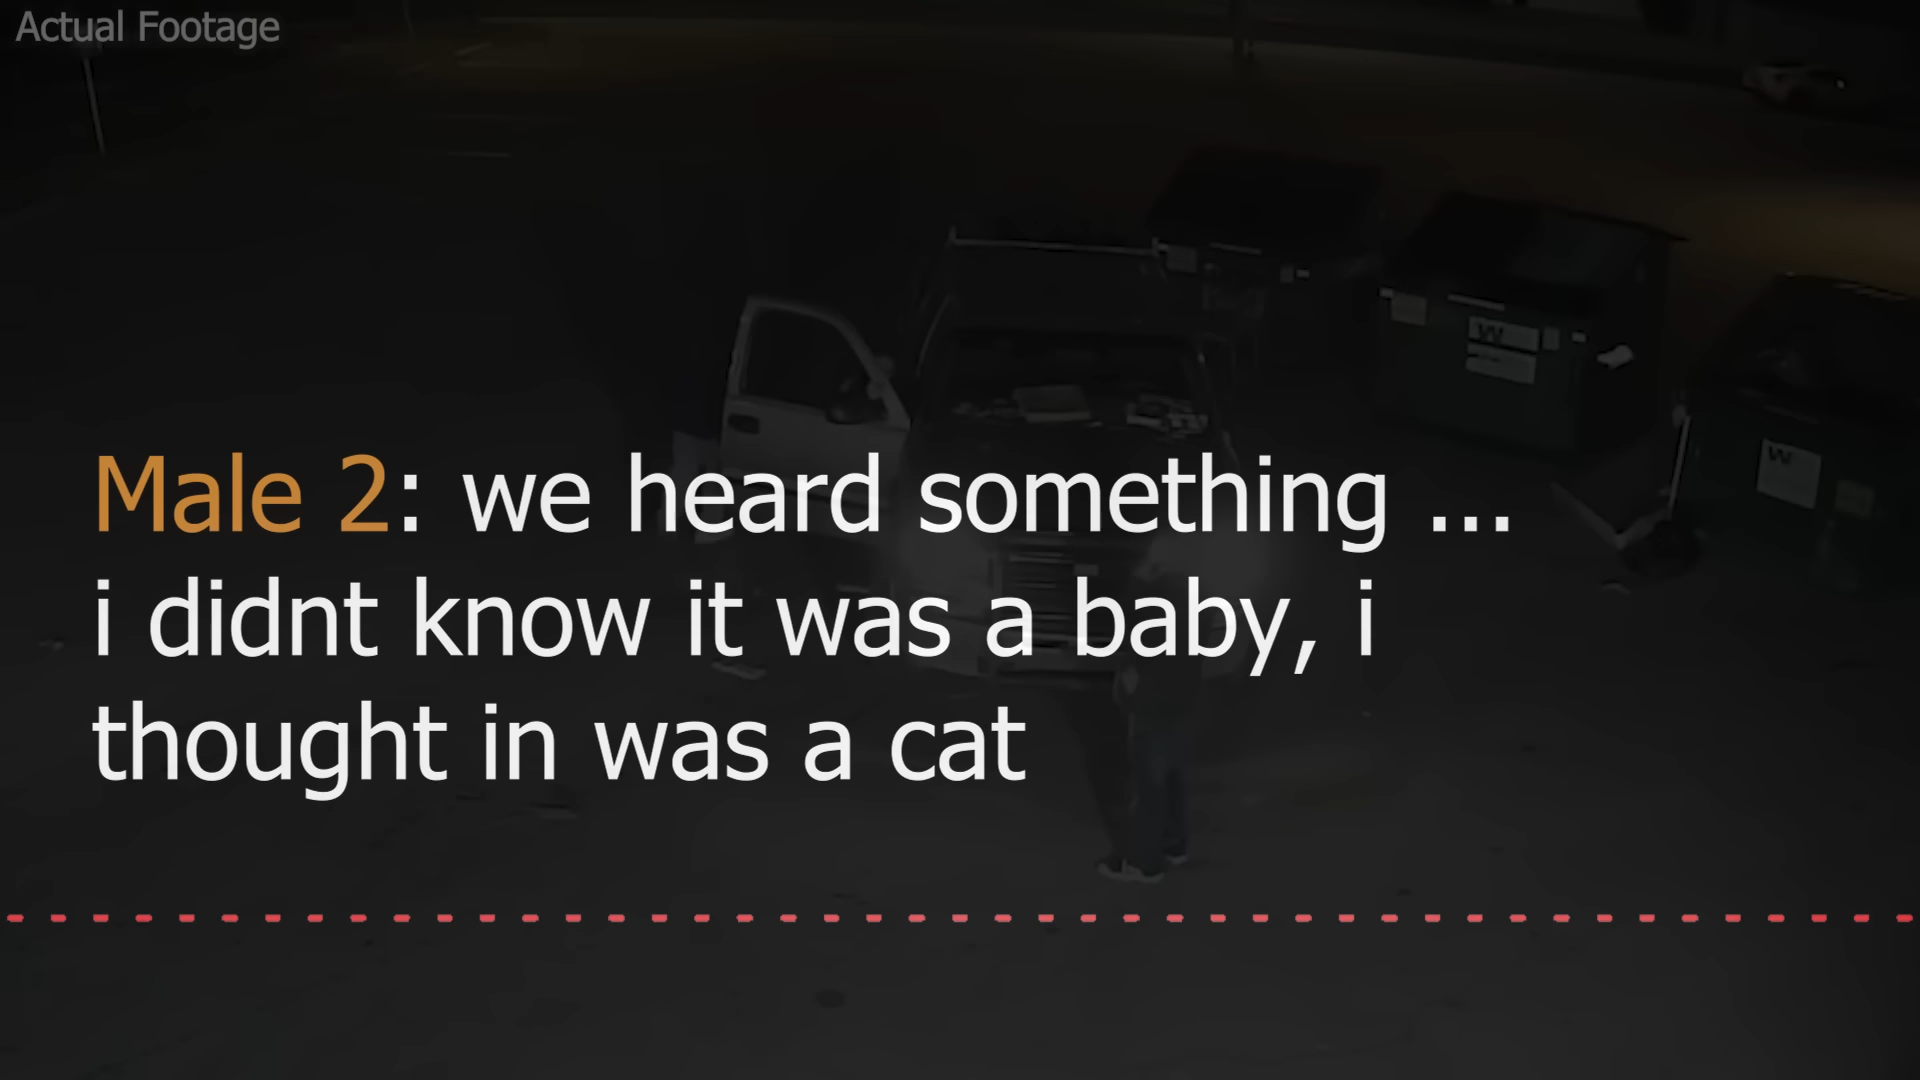 Actual Footage
W
W
Male 2: we heard something ...
i didnt know it was a baby, i
thought in was a cat